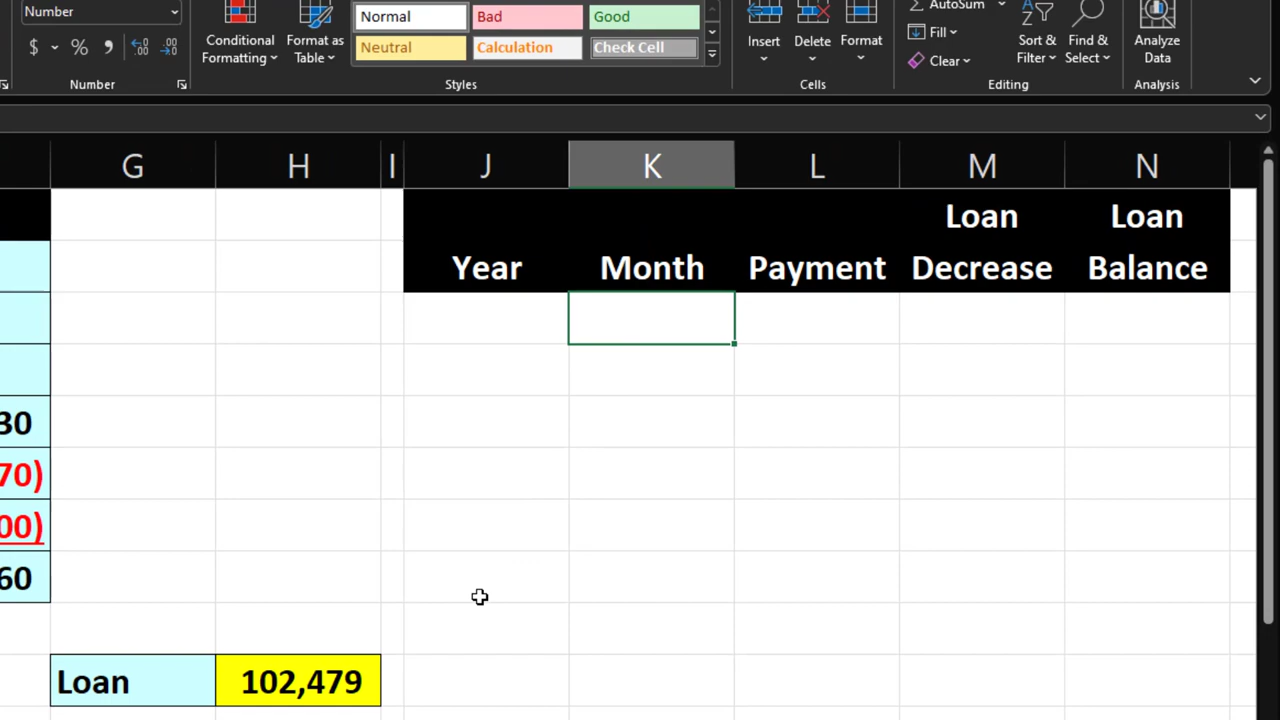 Number
$ % 9
Conditional Formatting
Format as Table
Normal Bad Good
Neutral Calculation Check Cell
Insert Delete Format
AutoSum
Fill
Clear
Sort & Filter
Find & Select
Analyze Data
Number Styles Cells Editing Analysis
G H I J K L M N
Loan Loan
Year Month Payment Decrease Balance
30
70)
00)
60
Loan 102,479